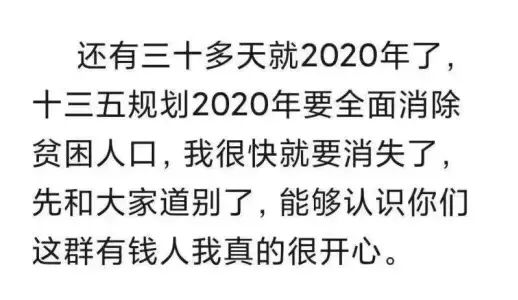 还有三十多天就2020年了，
十三五规划2020年要全面消除
贫困人口，我很快就要消失了，
先和大家道别了，能够认识你们
这群有钱人我真的很开心。